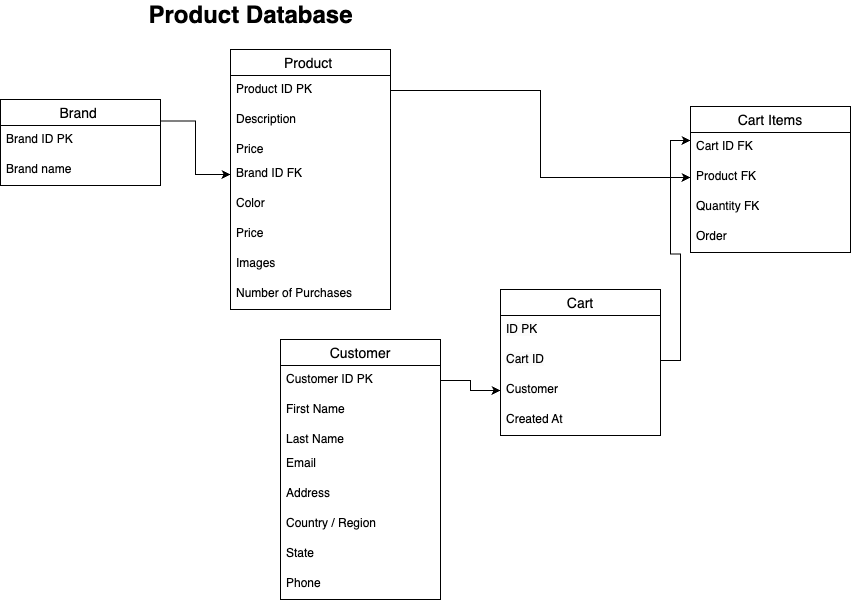 Product Database
Brand
Brand ID PK
Brand name
Product
Product ID PK
Description
Price
Brand ID FK
Color
Price
Images
Number of Purchases
Cart Items
Cart ID FK
Product FK
Quantity FK
Order
Cart
ID PK
Cart ID
Customer
Created At
Customer
Customer ID PK
First Name
Last Name
Email
Address
Country / Region
State
Phone